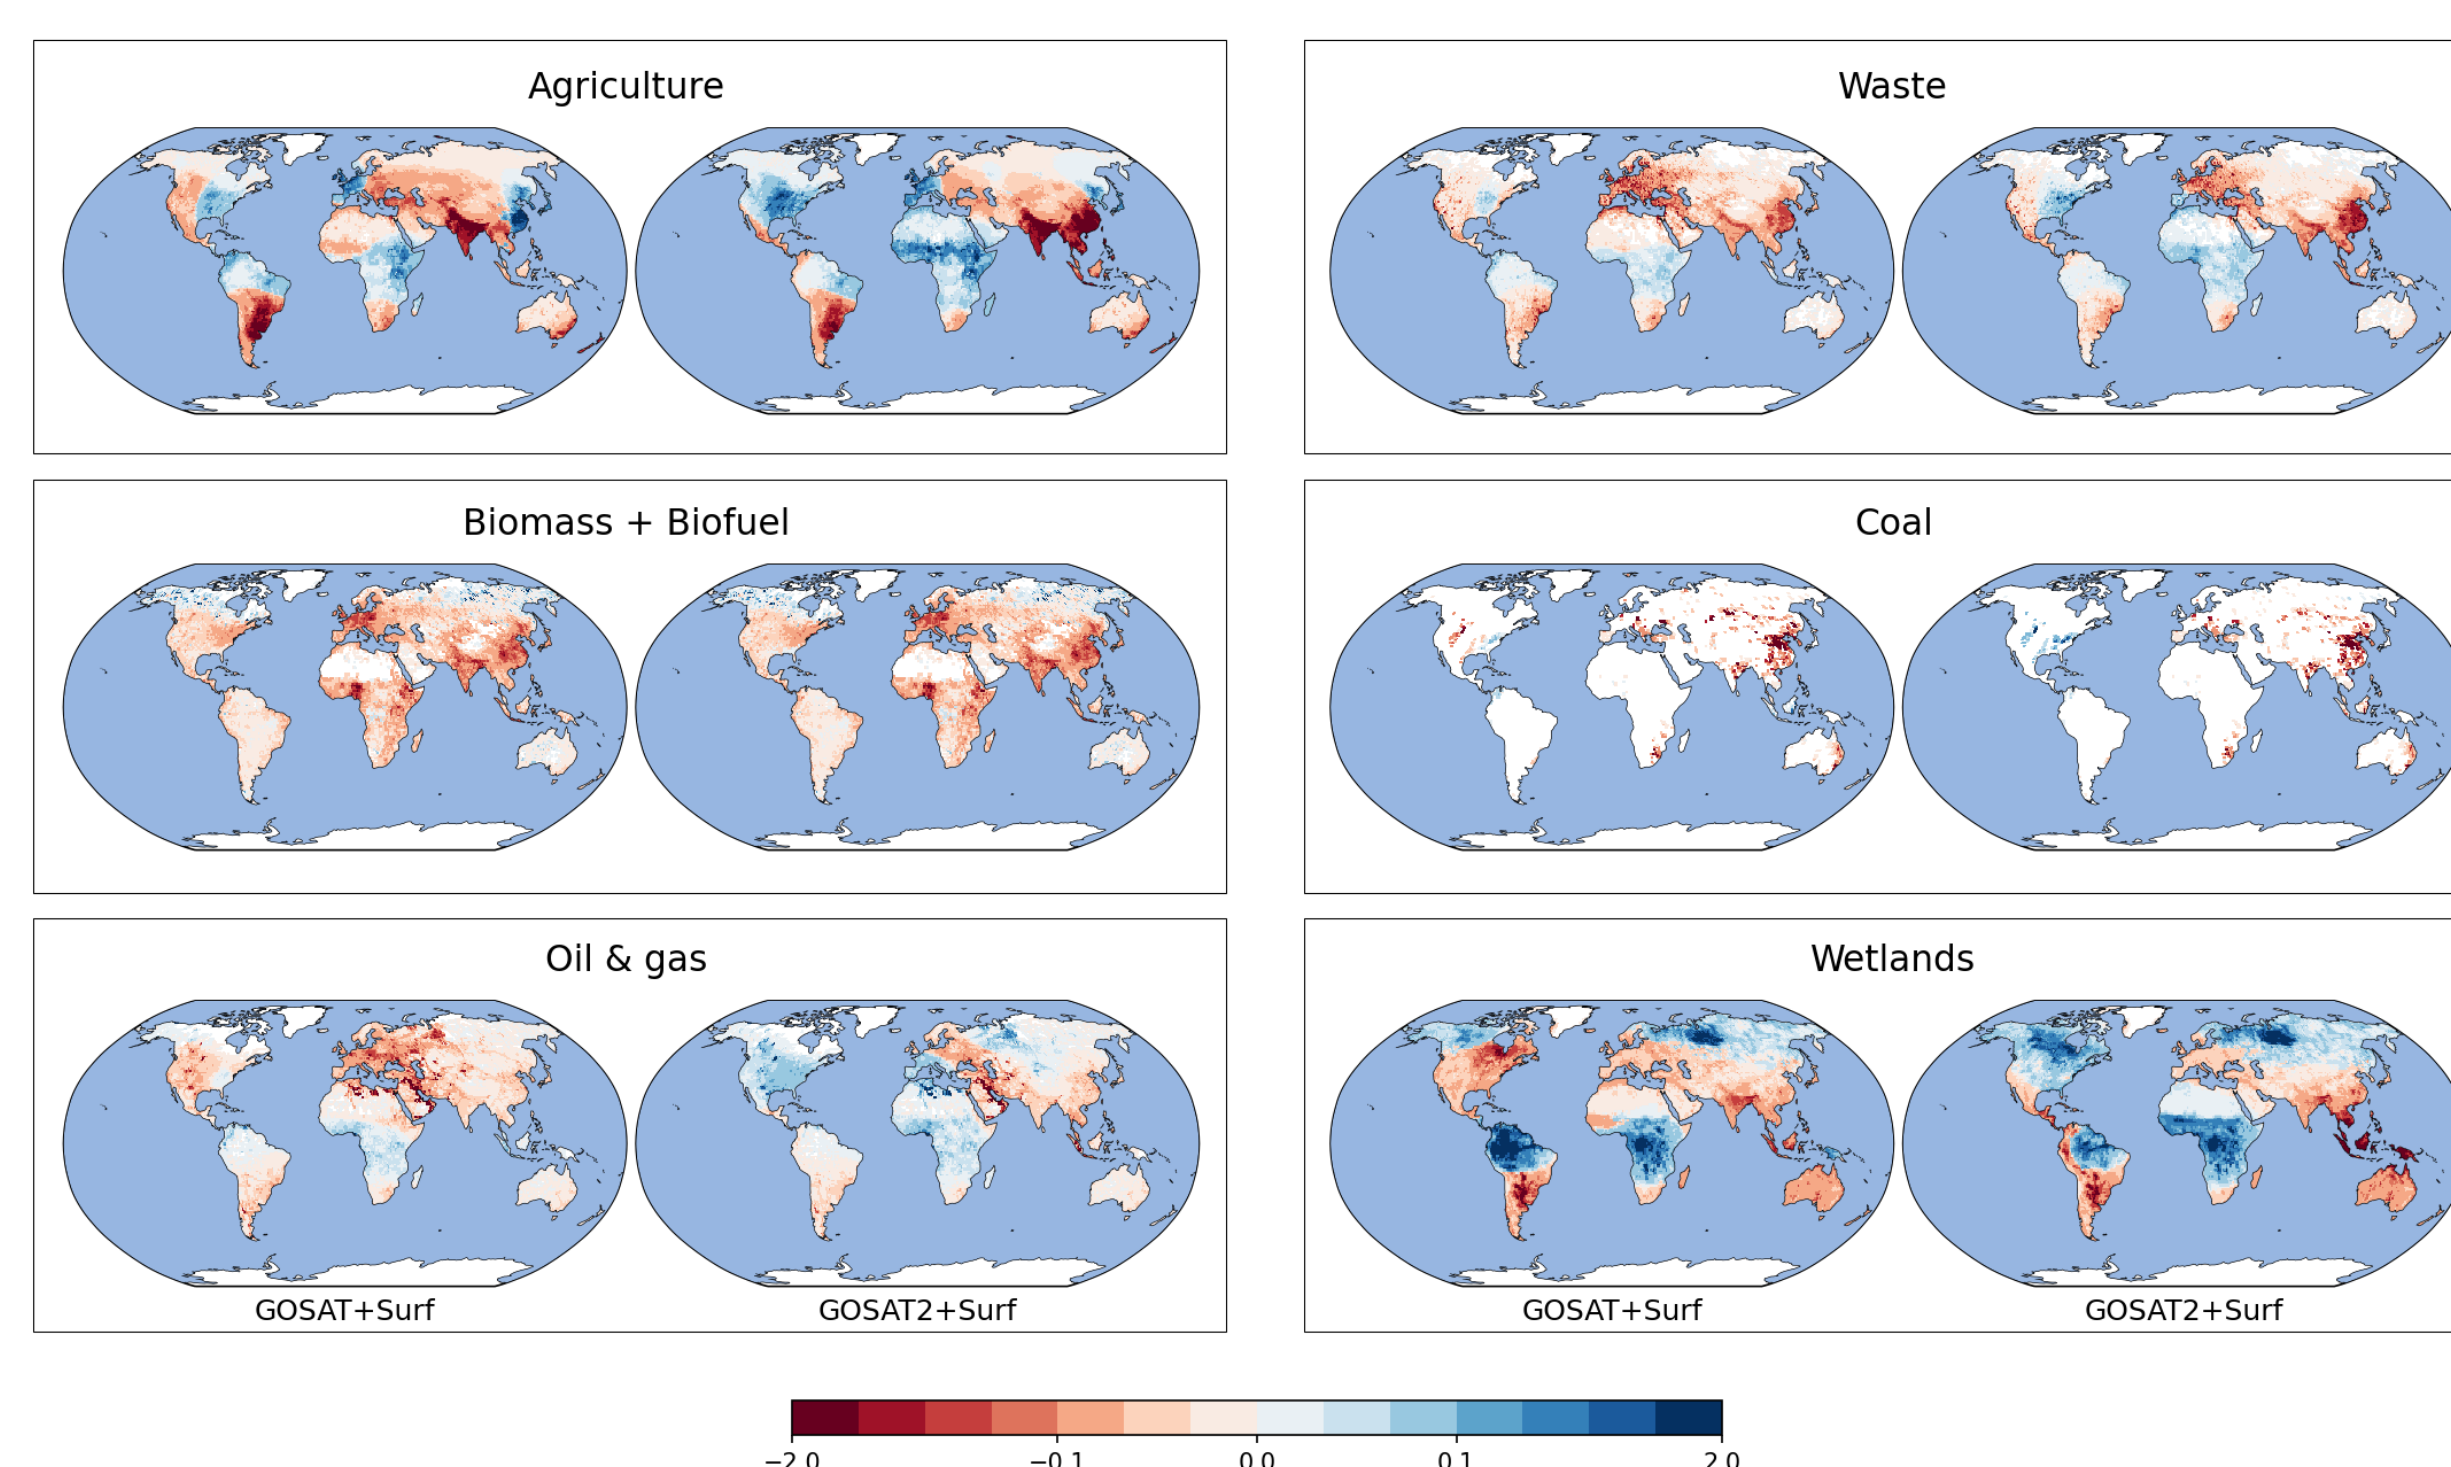 Agriculture
Waste
Biomass + Biofuel
Coal
Oil & gas
Wetlands
GOSAT+Surf
GOSAT2+Surf
GOSAT+Surf
GOSAT2+Surf
−2.0 −0.1 0.0 0.1 2.0